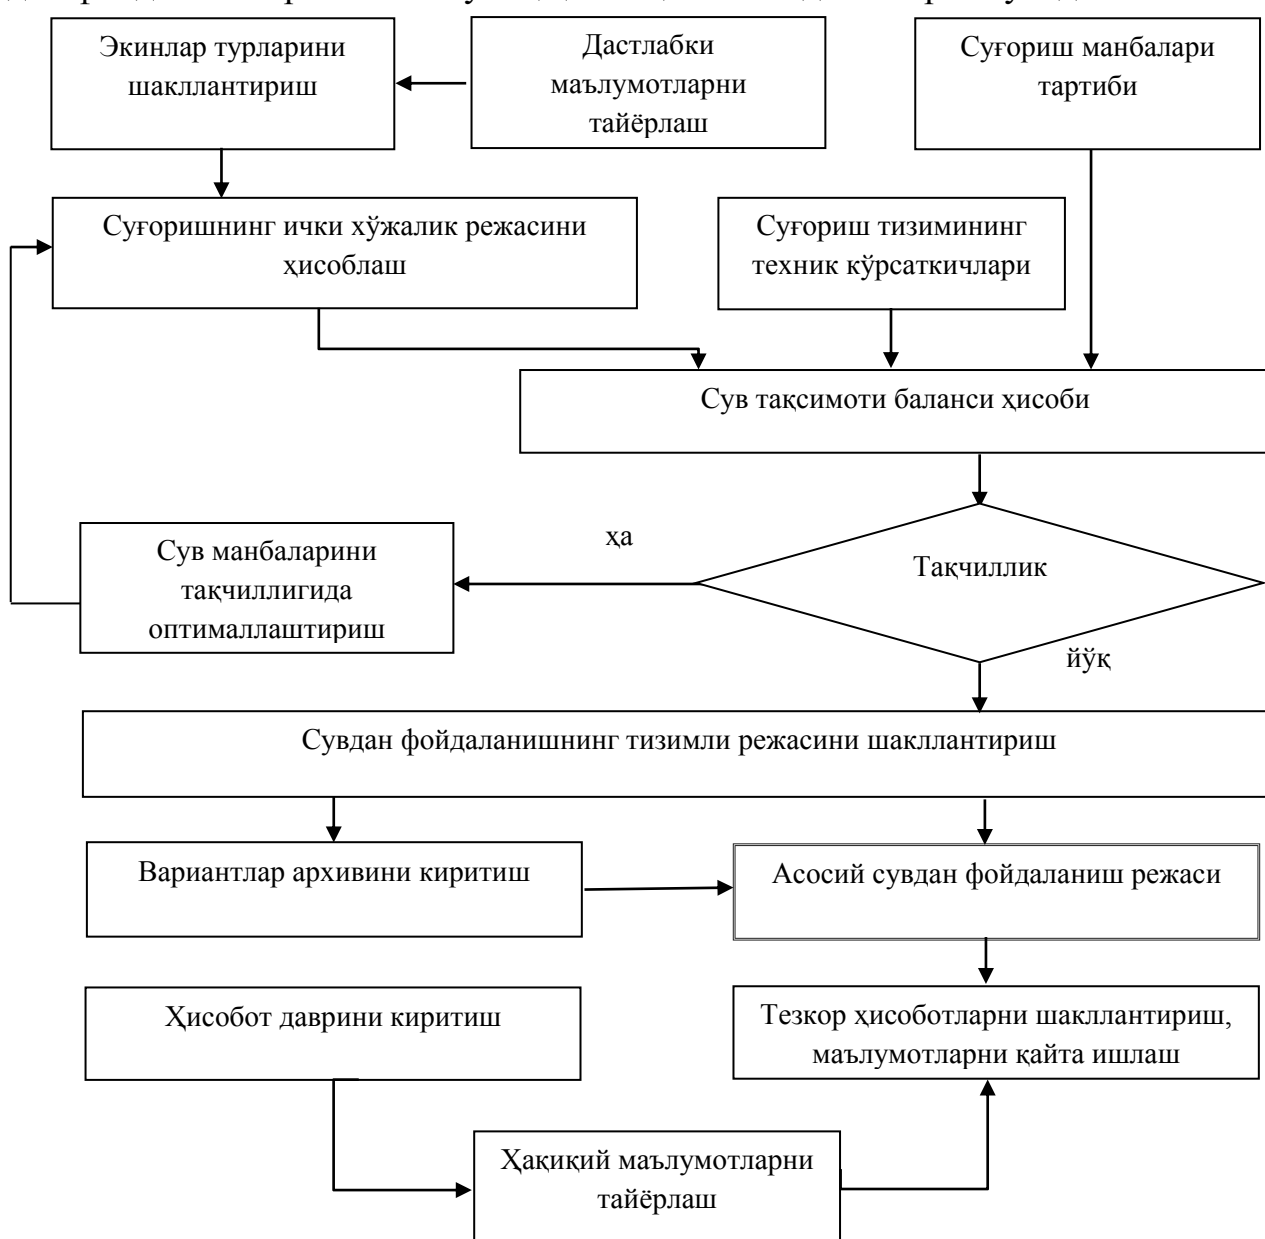 Экинлар турларини
шакллантириш
Дастлабки
маълумотларни
тайёрлаш
Суғориш манбалари
тартиби
Суғоришнинг ички хўжалик режасини
ҳисоблаш
Суғориш тизимининг
техник кўрсаткичлари
Сув тақсимоти баланси ҳисоби
ҳа
Тақчиллик
Сув манбаларини
тақчиллигида
оптималлаштириш
йўқ
Сувдан фойдаланишнинг тизимли режасини шакллантириш
Вариантлар архивини киритиш
Асосий сувдан фойдаланиш режаси
Ҳисобот даврини киритиш
Тезкор ҳисоботларни шакллантириш,
маълумотларни қайта ишлаш
Ҳақиқий маълумотларни
тайёрлаш